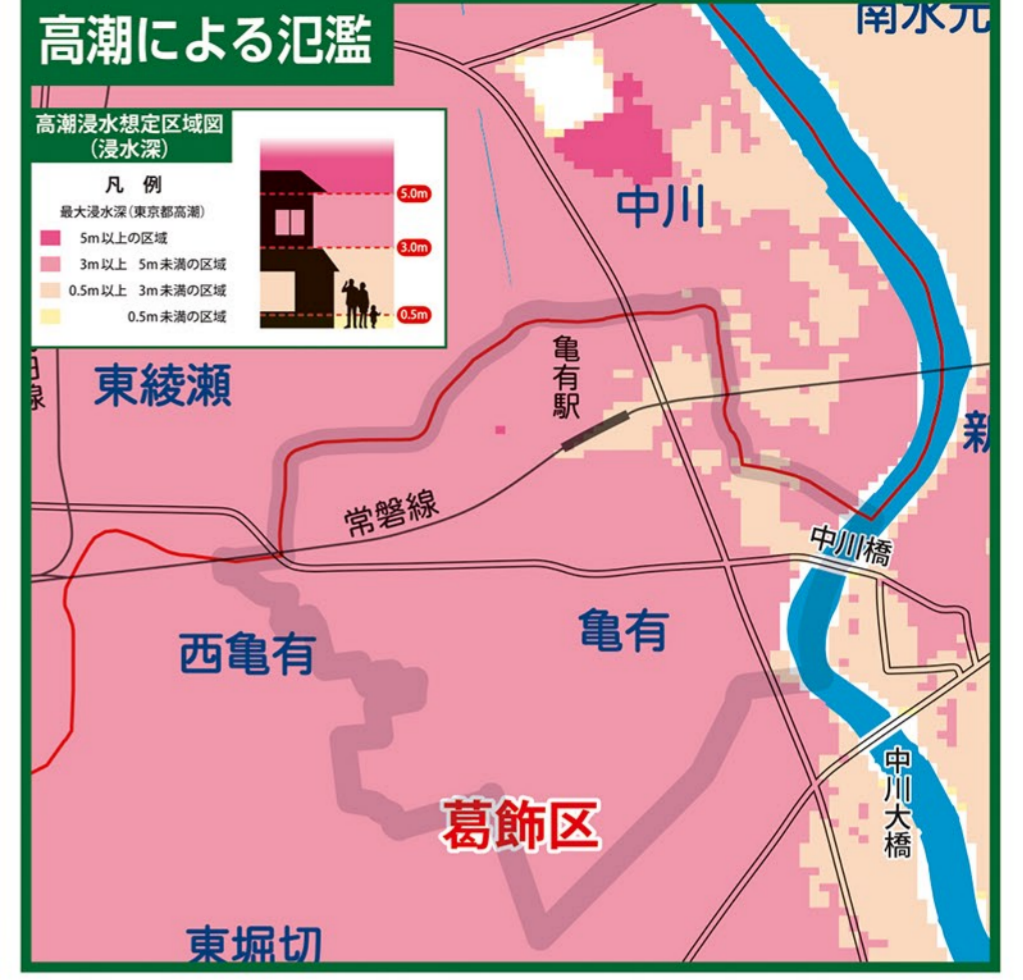 高潮による氾濫
高潮浸水想定区域図
(浸水深)
凡 例
最大浸水深(東京都高潮)
5m以上の区域
3m以上 5m未満の区域
0.5m以上 3m未満の区域
0.5m未満の区域
5.0m
3.0m
0.5m
南水元
中川
亀有駅
東綾瀬
線
新
常磐線
中川橋
西亀有
亀有
中川大橋
葛飾区
東堀切